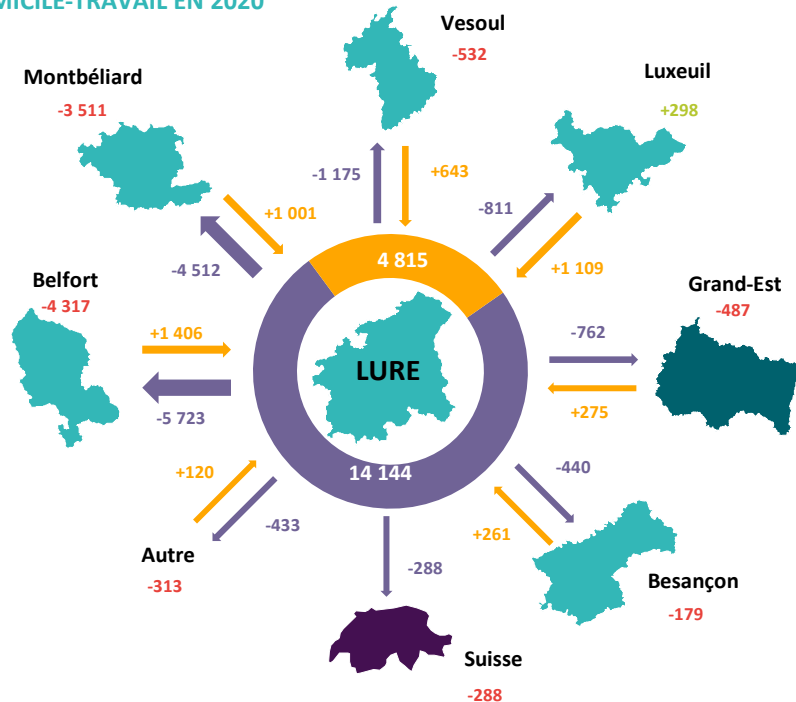 MICILE-TRAVAIL EN 2020
Vesoul
-532
Montbéliard
-3 511
Luxeuil
+298
-1 175
+643
-811
+1 001
-4 512
4 815
+1 109
Belfort
-4 317
Grand-Est
-487
+1 406
-762
LURE
-5 723
+275
+120
14 144
-440
-433
+261
Autre
-313
-288
Besançon
-179
Suisse
-288